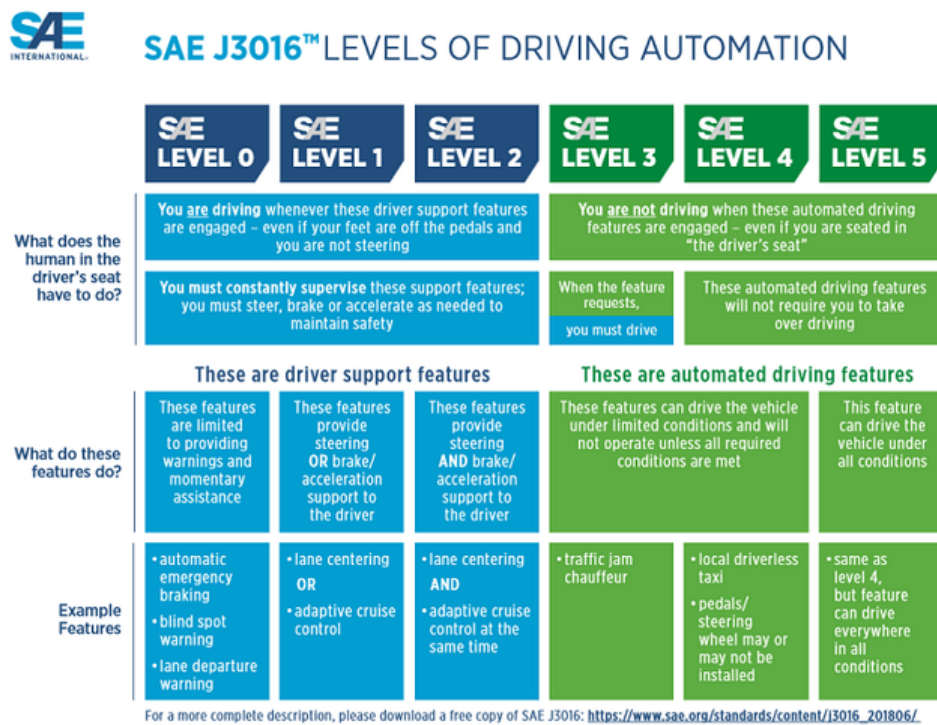 SAE
INTERNATIONAL®
SAE J3016™ LEVELS OF DRIVING AUTOMATION
SAE
LEVEL 0
SAE
LEVEL 1
SAE
LEVEL 2
SAE
LEVEL 3
SAE
LEVEL 4
SAE
LEVEL 5
What does the
human in the
driver's seat
have to do?
You are driving whenever these driver support features
are engaged – even if your feet are off the pedals and
you are not steering
You are not driving when these automated driving
features are engaged – even if you are seated in
"the driver's seat"
You must constantly supervise these support features;
you must steer, brake or accelerate as needed to
maintain safety
When the feature
requests,
you must drive
These automated driving features
will not require you to take
over driving
These are driver support features
These are automated driving features
What do these
features do?
These features
are limited
to providing
warnings and
momentary
assistance
These features
provide
steering
OR brake/
acceleration
support to
the driver
These features
provide
steering
AND brake/
acceleration
support to
the driver
These features can drive the vehicle
under limited conditions and will
not operate unless all required
conditions are met
This feature
can drive the
vehicle under
all conditions
Example
Features
• automatic
emergency
braking
• blind spot
warning
• lane departure
warning
• lane centering
OR
• adaptive cruise
control
• lane centering
AND
• adaptive cruise
control at the
same time
• traffic jam
chauffeur
• local driverless
taxi
• pedals/
steering
wheel may or
may not be
installed
• same as
level 4,
but feature
can drive
everywhere
in all
conditions
For a more complete description, please download a free copy of SAE J3016: https://www.sae.org/standards/content/j3016_201806/